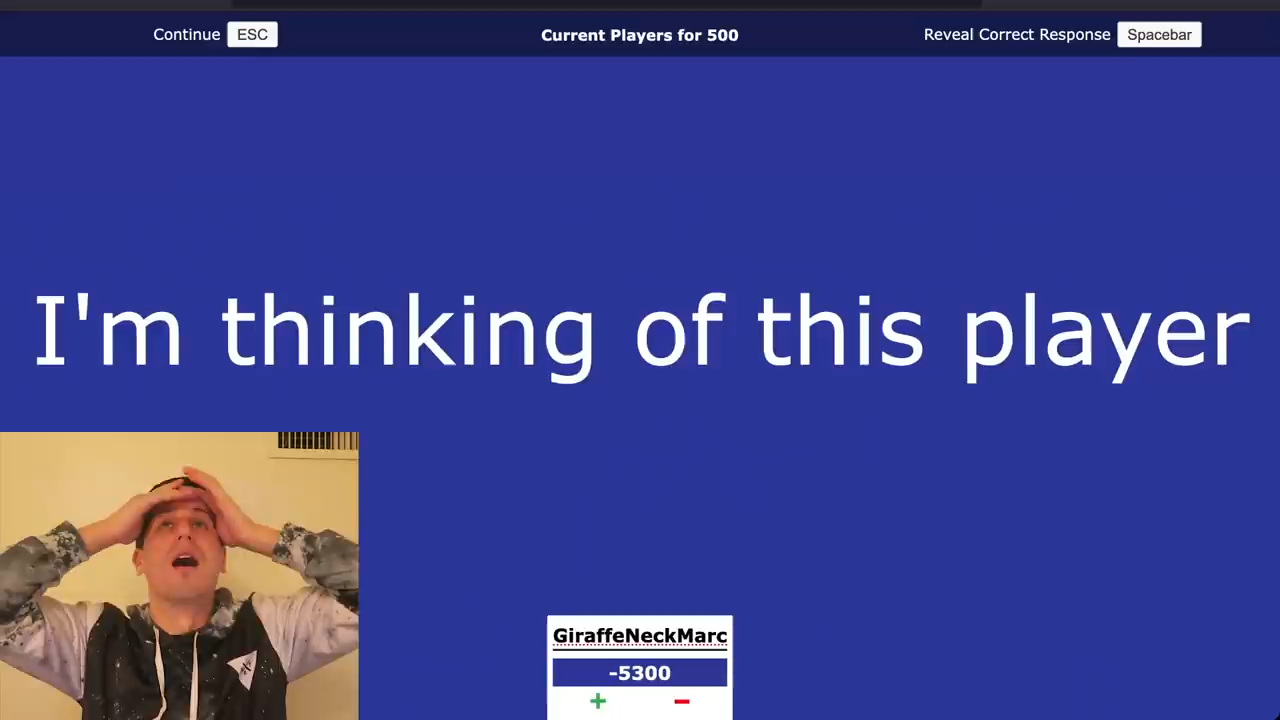 Continue ESC
Current Players for 500
Reveal Correct Response Spacebar
I'm thinking of this player
GiraffeNeckMarc
-5300
+ −